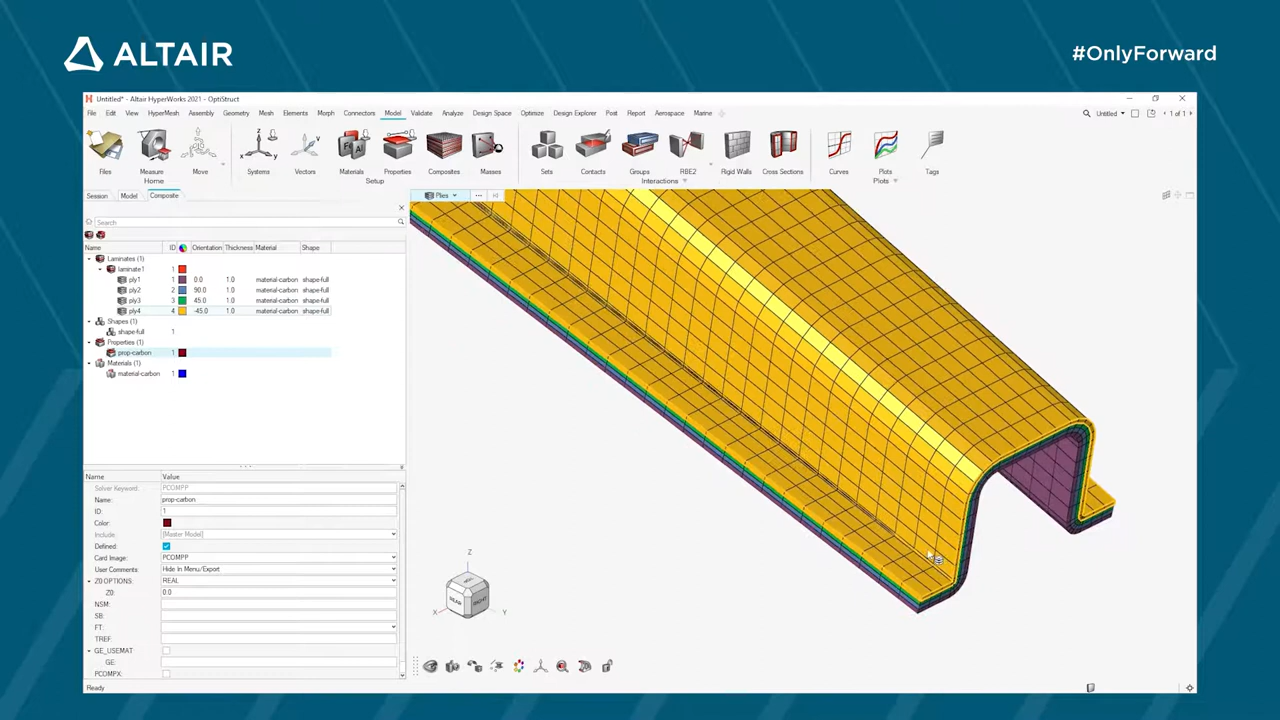 ALTAIR
#OnlyForward
Untitled* - Altair HyperWorks 2021 - OptiStruct
File Edit View HyperMesh Assembly Geometry Mesh Elements Morph Connectors Model Validate Analyze Design Space Optimize Design Explorer Post Report Aerospace Marine
Untitled 1 of 1
Files Measure Move Systems Vectors Materials Properties Composites Masses Sets Contacts Groups RBE2 Rigid Walls Cross Sections Curves Plots Tags
Home Setup Interactions Plots
Session Model Composite
Plies
Search
Name ID Orientation Thickness Material Shape
Laminates (1)
laminate1 1
ply1 1 0.0 1.0 material-carbon shape-full
ply2 2 90.0 1.0 material-carbon shape-full
ply3 3 45.0 1.0 material-carbon shape-full
ply4 4 -45.0 1.0 material-carbon shape-full
Shapes (1)
shape-full 1
Properties (1)
prop-carbon 1
Materials (1)
material-carbon 1
Name Value
Solver Keyword: PCOMPP
Name: prop-carbon
ID: 1
Color:
Include: [Master Model]
Defined:
Card Image: PCOMPP
User Comments: Hide In Menu/Export
Z0 OPTIONS: REAL
Z0: 0.0
NSM:
SB:
FT:
TREF:
GE_USEMAT
GE:
PCOMPX:
Z
X
Y
REAR
RIGHT
Ready